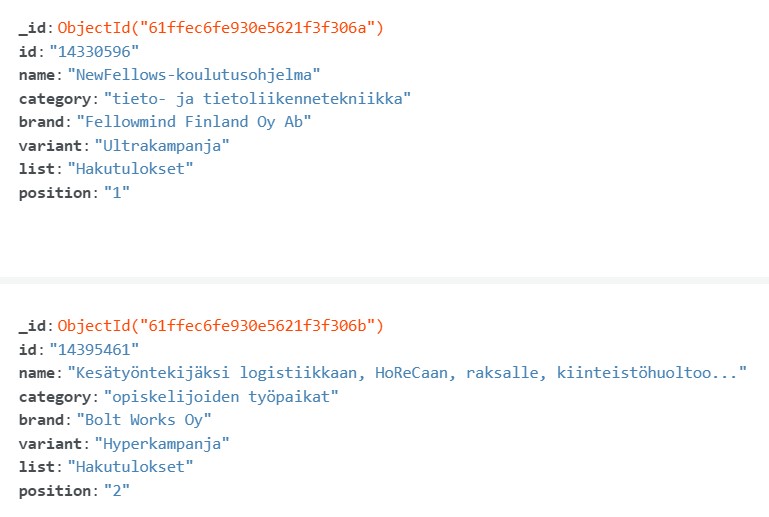 _id: ObjectId("61ffec6fe930e5621f3f306a")
id: "14330596"
name: "NewFellows-koulutusohjelma"
category: "tieto- ja tietoliikennetekniikka"
brand: "Fellowmind Finland Oy Ab"
variant: "Ultrakampanja"
list: "Hakutulokset"
position: "1"
_id: ObjectId("61ffec6fe930e5621f3f306b")
id: "14395461"
name: "Kesätyöntekijäksi logistiikkaan, HoReCaan, raksalle, kiinteistöhuoltoo..."
category: "opiskelijoiden työpaikat"
brand: "Bolt Works Oy"
variant: "Hyperkampanja"
list: "Hakutulokset"
position: "2"